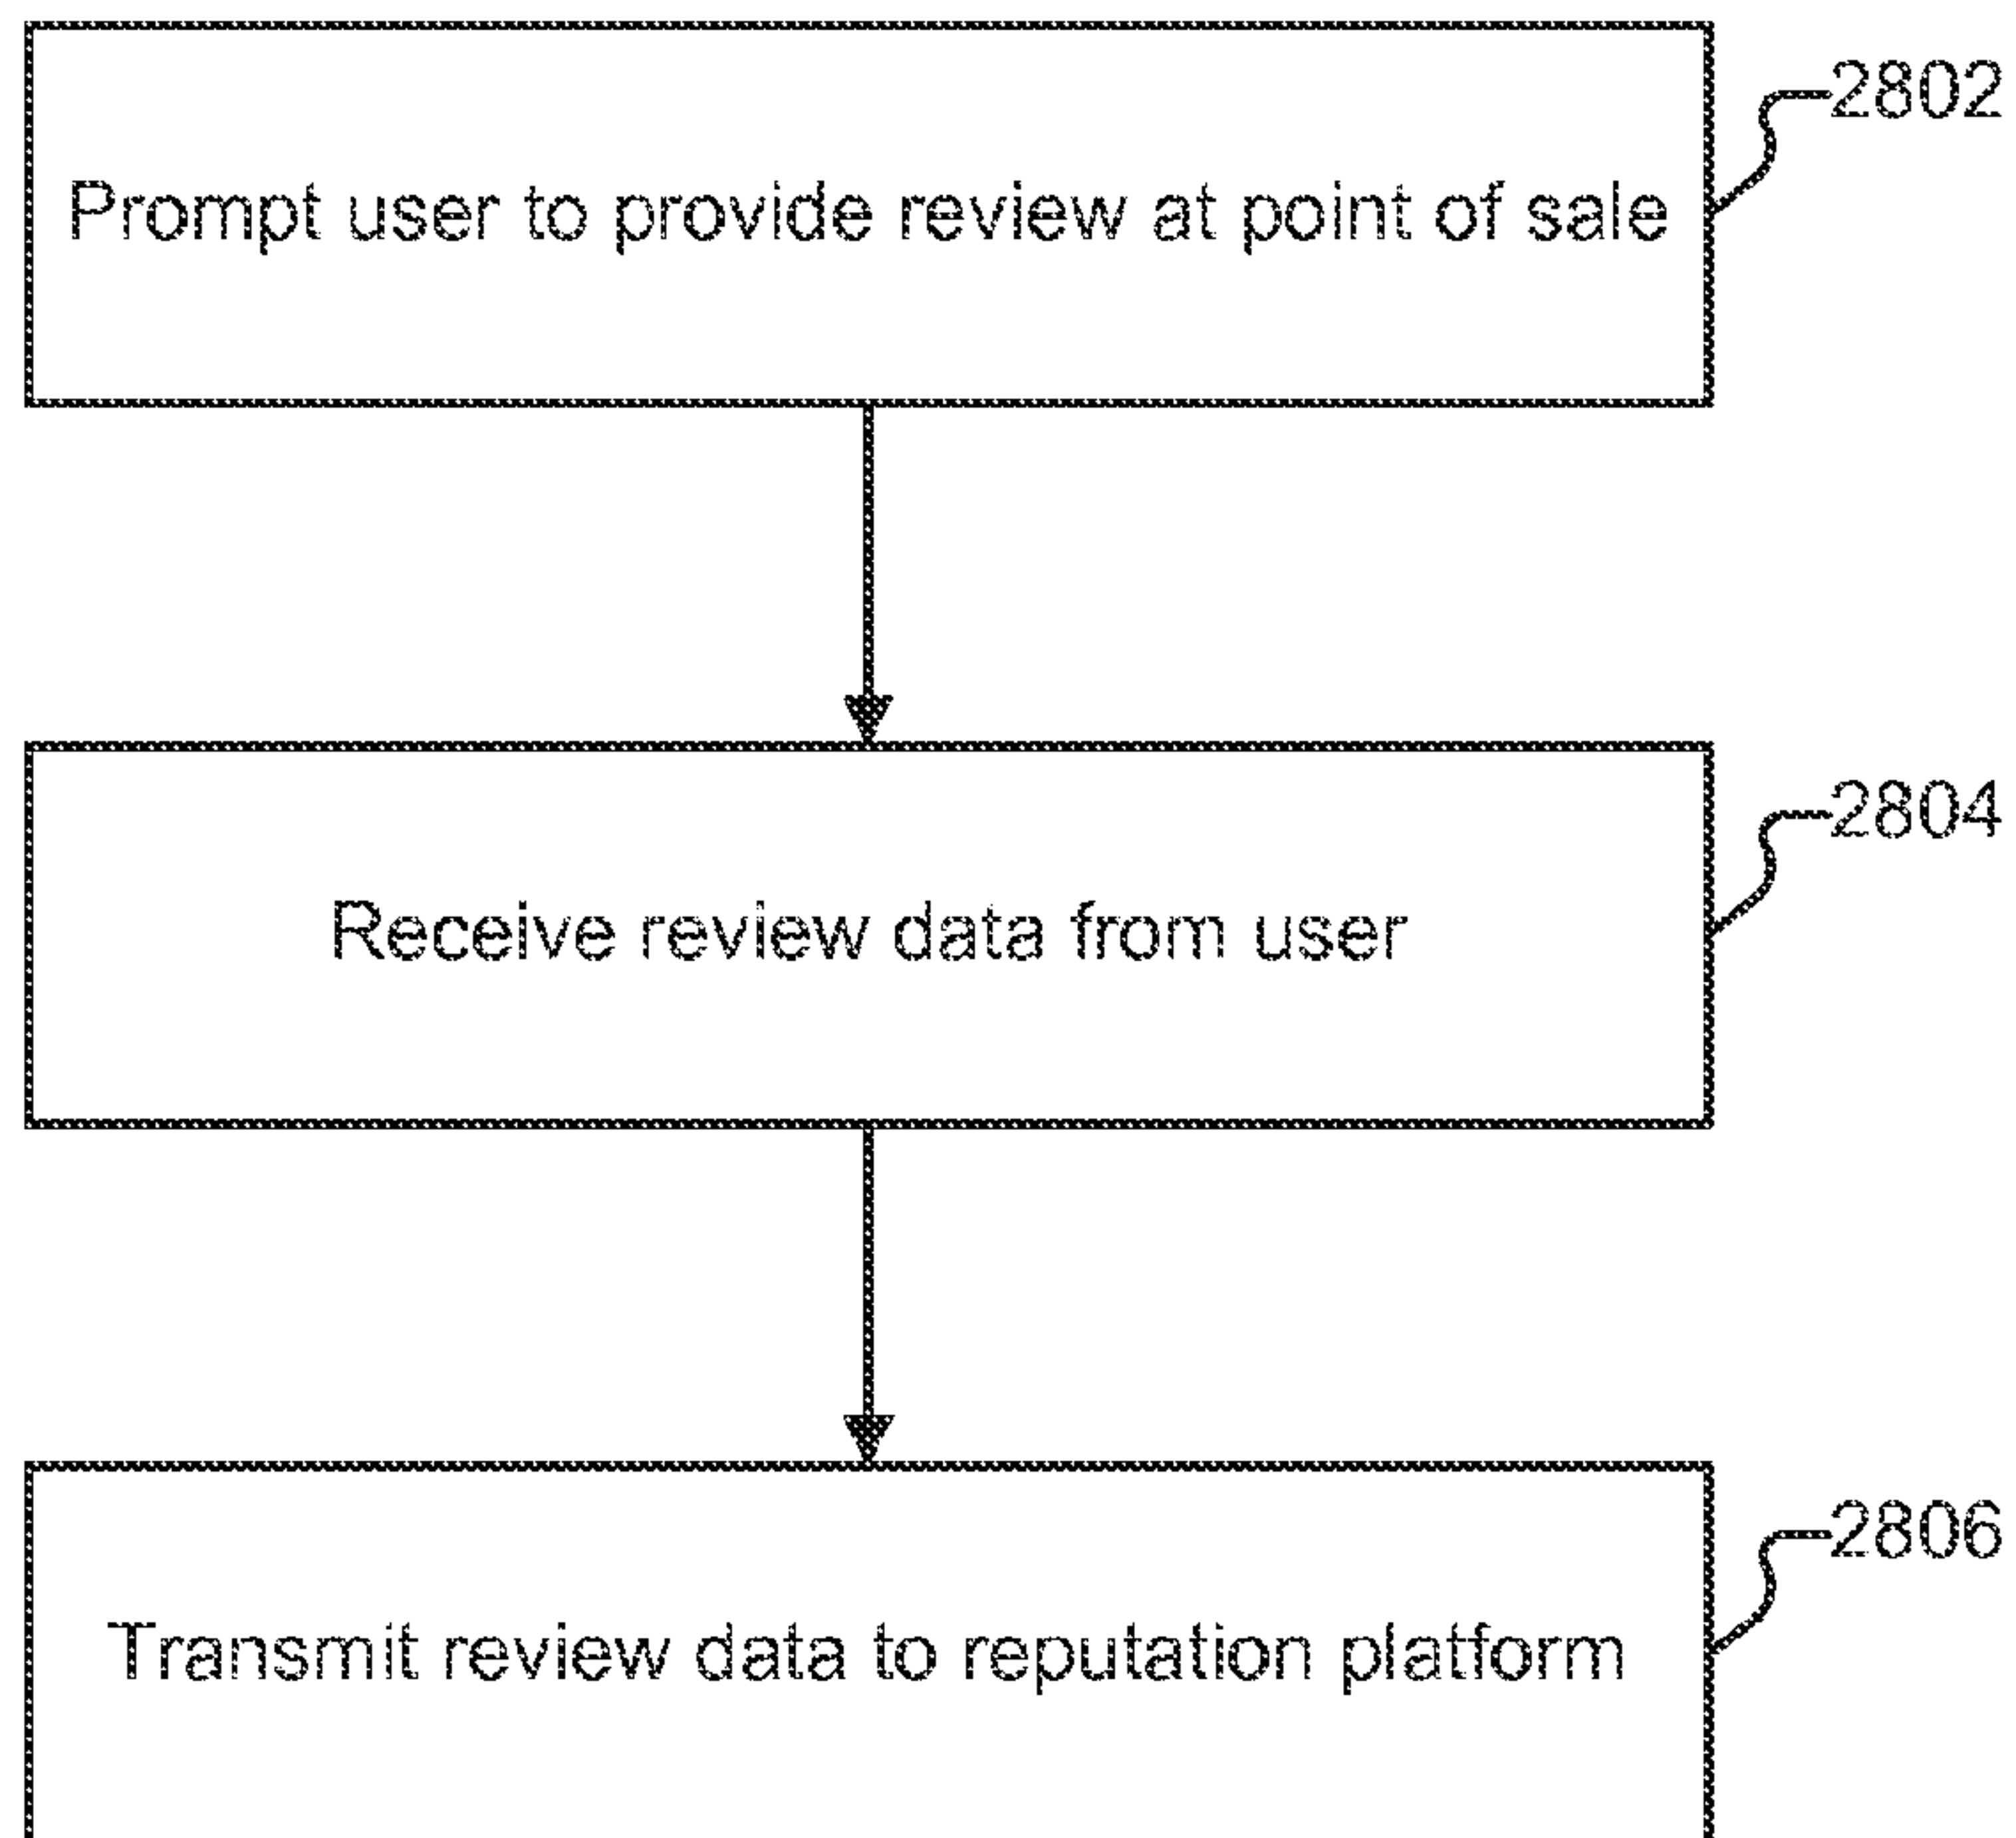 Prompt user to provide review at point of sale
2802
Receive review data from user
2804
Transmit review data to reputation platform
2806